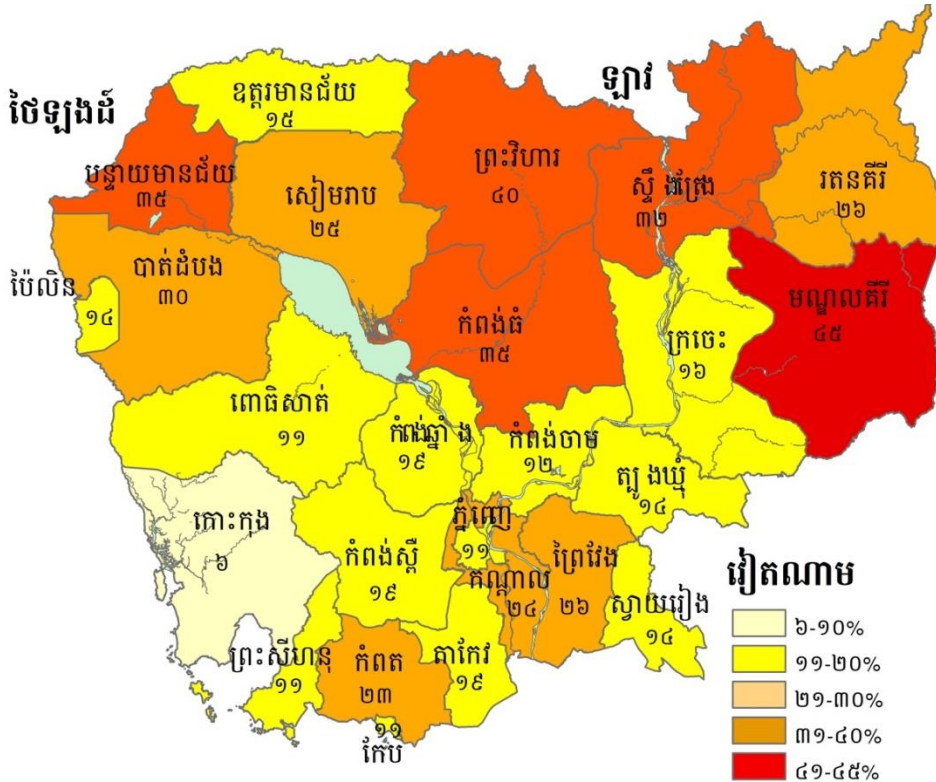 ថៃឡងដ៍
ឡាវ
ឧត្តរមានជ័យ
១៥
បន្ទាយមានជ័យ
៣៥
សៀមរាប
២៥
ព្រះវិហារ
៤០
ស្ទឹងត្រែង
៣២
រតនគីរី
២៦
ប៉ៃលិន
១៤
បាត់ដំបង
៣០
កំពង់ធំ
៣៥
ក្រចេះ
១៦
មណ្ឌលគីរី
៤៥
ពោធិសាត់
១១
កំពង់ឆ្នាំង
១៩
កំពង់ចាម
១២
ត្បូងឃ្មុំ
១៤
កោះកុង
៦
កំពង់ស្ពឺ
១៩
ភ្នំពេញ
១១
កណ្តាល
២៤
ព្រៃវែង
២៦
ស្វាយរៀង
១៤
ព្រះសីហនុ
១១
កំពត
២៣
តាកែវ
១៩
១១
កែប
វៀតណាម
៦-១០%
១១-២០%
២១-៣០%
៣១-៤០%
៤១-៤៥%